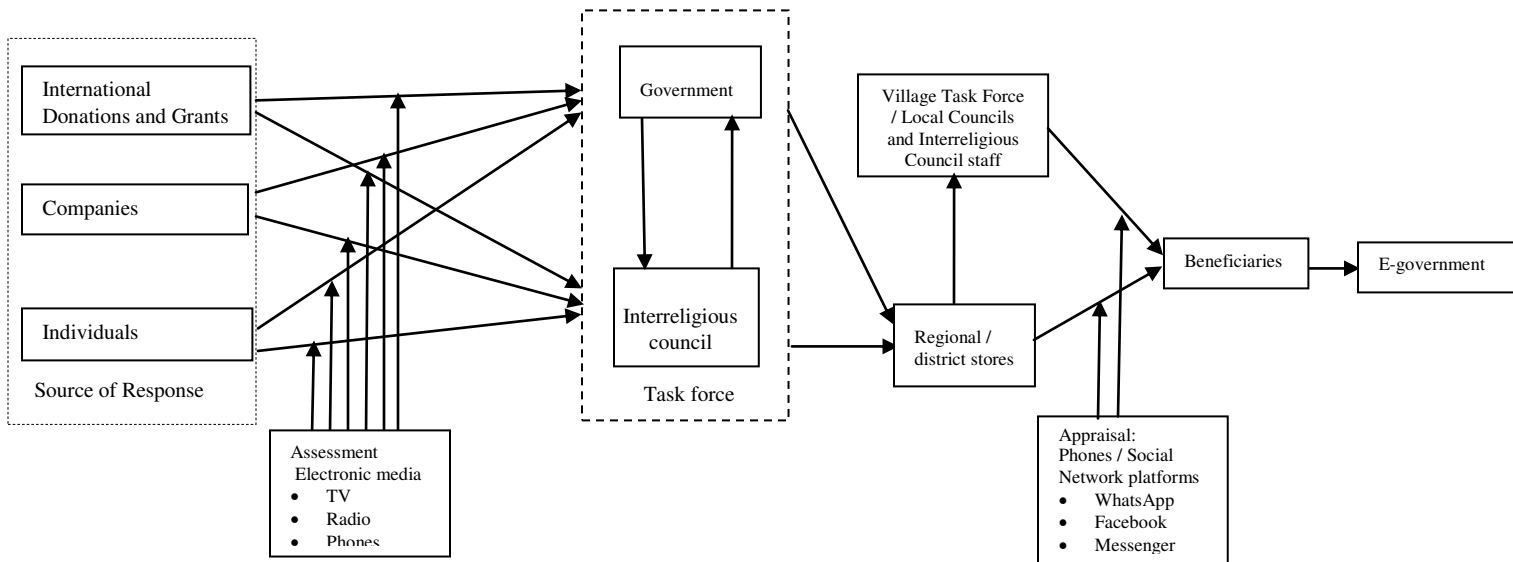 International
Donations and Grants
Companies
Individuals
Source of Response
Assessment
Electronic media
• TV
• Radio
• Phones
Government
Interreligious
council
Task force
Village Task Force
/ Local Councils
and Interreligious
Council staff
Regional /
district stores
Appraisal:
Phones / Social
Network platforms
• WhatsApp
• Facebook
• Messenger
Beneficiaries
E-government